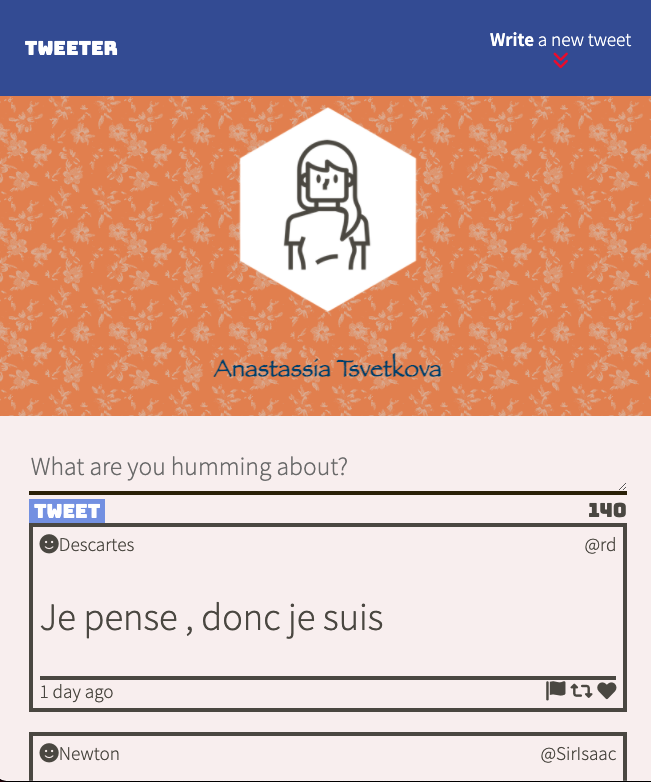 TWEETER
Write a new tweet
Anastassia Tsvetkova
What are you humming about?
TWEET 140
Descartes @rd
Je pense , donc je suis
1 day ago
Newton @SirIsaac